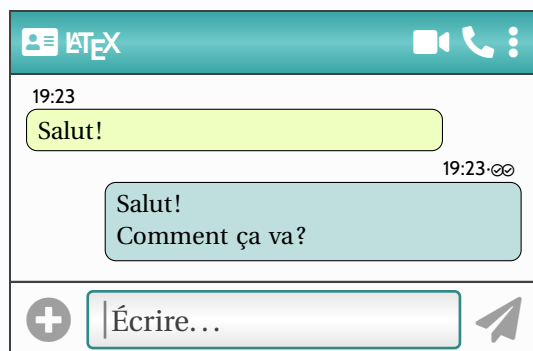 LATEX
19:23
Salut!
19:23
Salut!
Comment ça va?
Écrire...